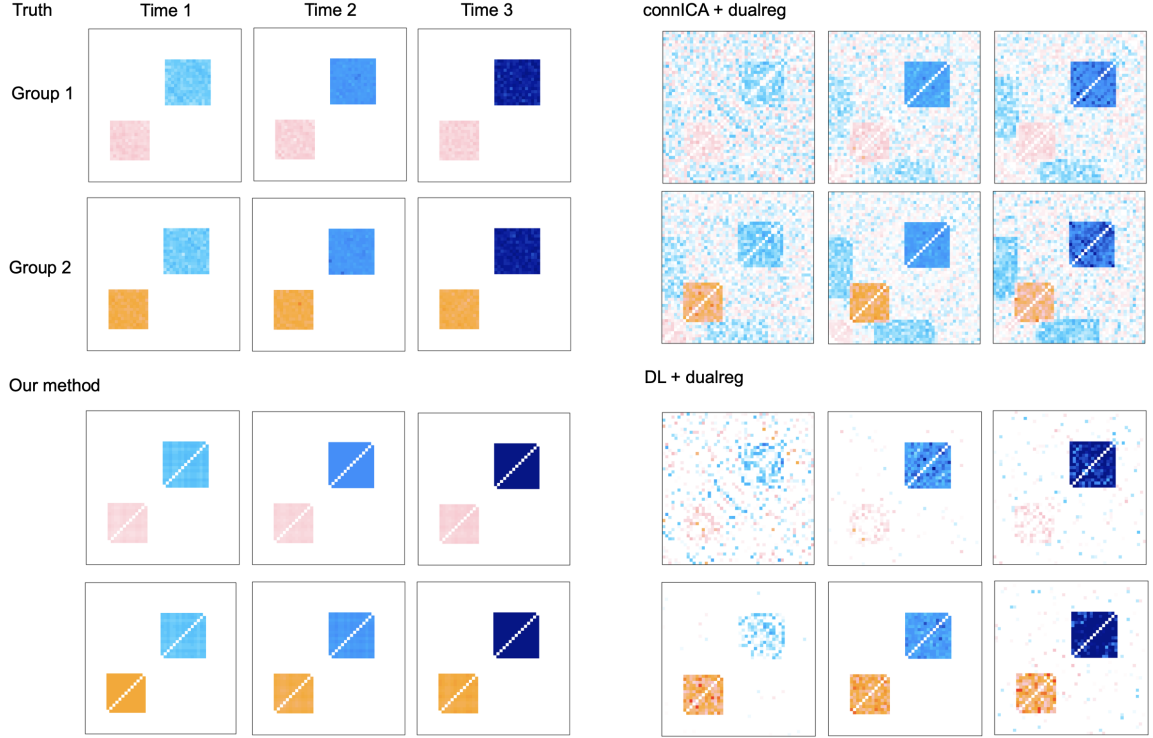 Truth
Time 1
Time 2
Time 3
connICA + dualreg
Group 1
Group 2
Our method
DL + dualreg